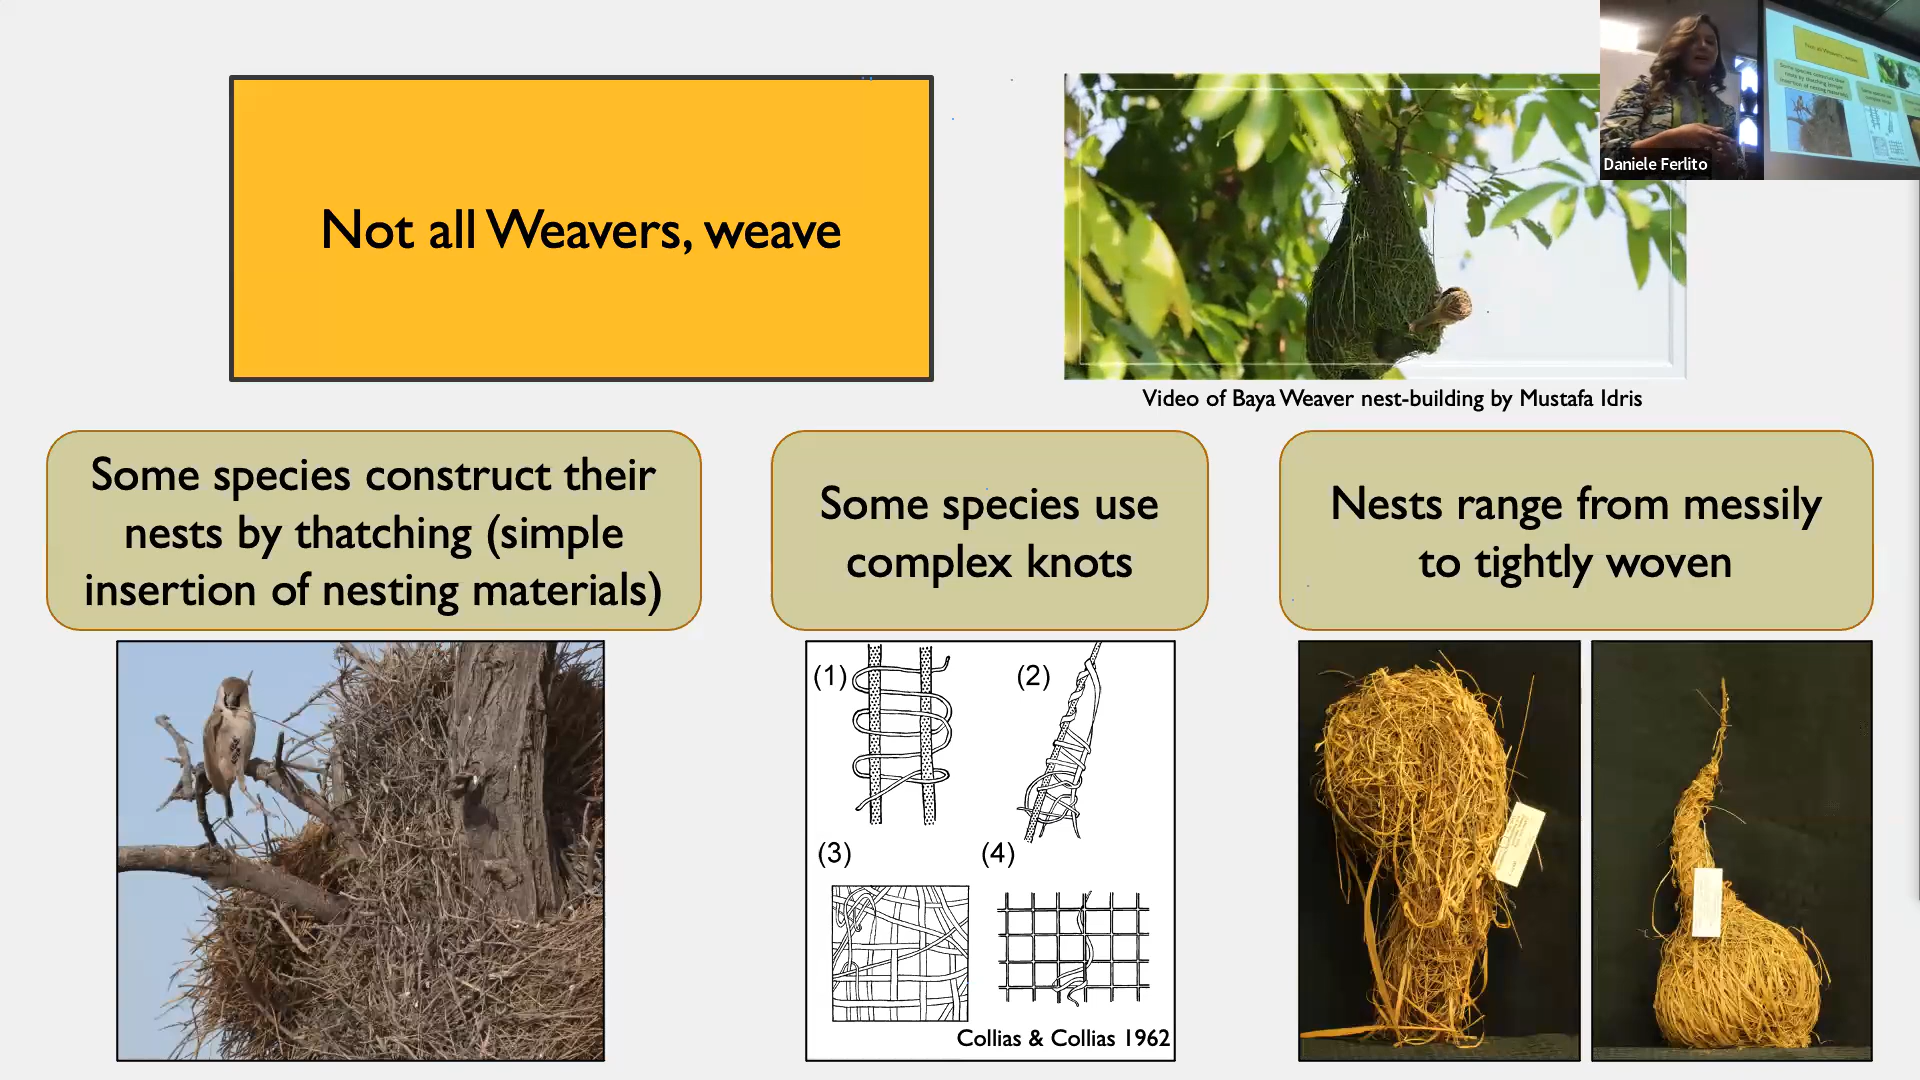 Not all Weavers, weave
Daniele Ferlito
Video of Baya Weaver nest-building by Mustafa Idris
Some species construct their
nests by thatching (simple
insertion of nesting materials)
Some species use
complex knots
Nests range from messily
to tightly woven
(1)
(2)
(3)
(4)
Collias & Collias 1962